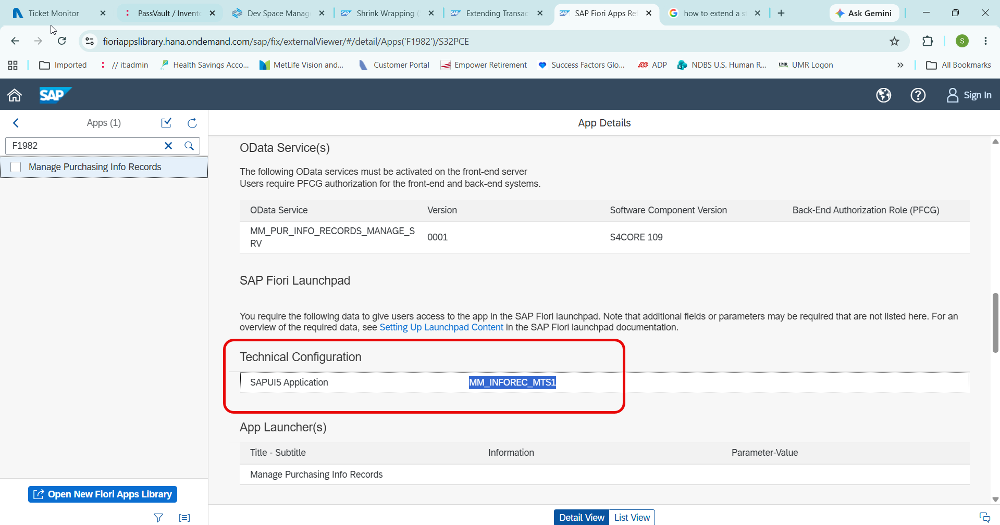 Ticket Monitor
PassVault / Invento
Dev Space Manag
SAP Shrink Wrapping (
SAP Extending Transac
SAP SAP Fiori Apps Re
how to extend a s
Ask Gemini
fioriappslibrary.hana.ondemand.com/sap/fix/externalViewer/#/detail/Apps('F1982')/S32PCE
S
Imported
// it:admin
Health Savings Acco...
MetLife Vision and...
Customer Portal
Empower Retirement
Success Factors Glo...
ADP ADP
S NDBS U.S. Human R...
UMR UMR Logon
All Bookmarks
SAP
Sign In
Apps (1)
App Details
F1982
Manage Purchasing Info Records
OData Service(s)
The following OData services must be activated on the front-end server
Users require PFCG authorization for the front-end and back-end systems.
OData Service Version Software Component Version Back-End Authorization Role (PFCG)
MM_PUR_INFO_RECORDS_MANAGE_S
RV
0001 S4CORE 109
SAP Fiori Launchpad
You require the following data to give users access to the app in the SAP Fiori launchpad. Note that additional fields or parameters may be required that are not listed here. For an
overview of the required data, see Setting Up Launchpad Content in the SAP Fiori launchpad documentation.
Technical Configuration
SAPUI5 Application MM_INFOREC_MTS1
App Launcher(s)
Title - Subtitle Information Parameter-Value
Manage Purchasing Info Records
Open New Fiori Apps Library
Detail View List View